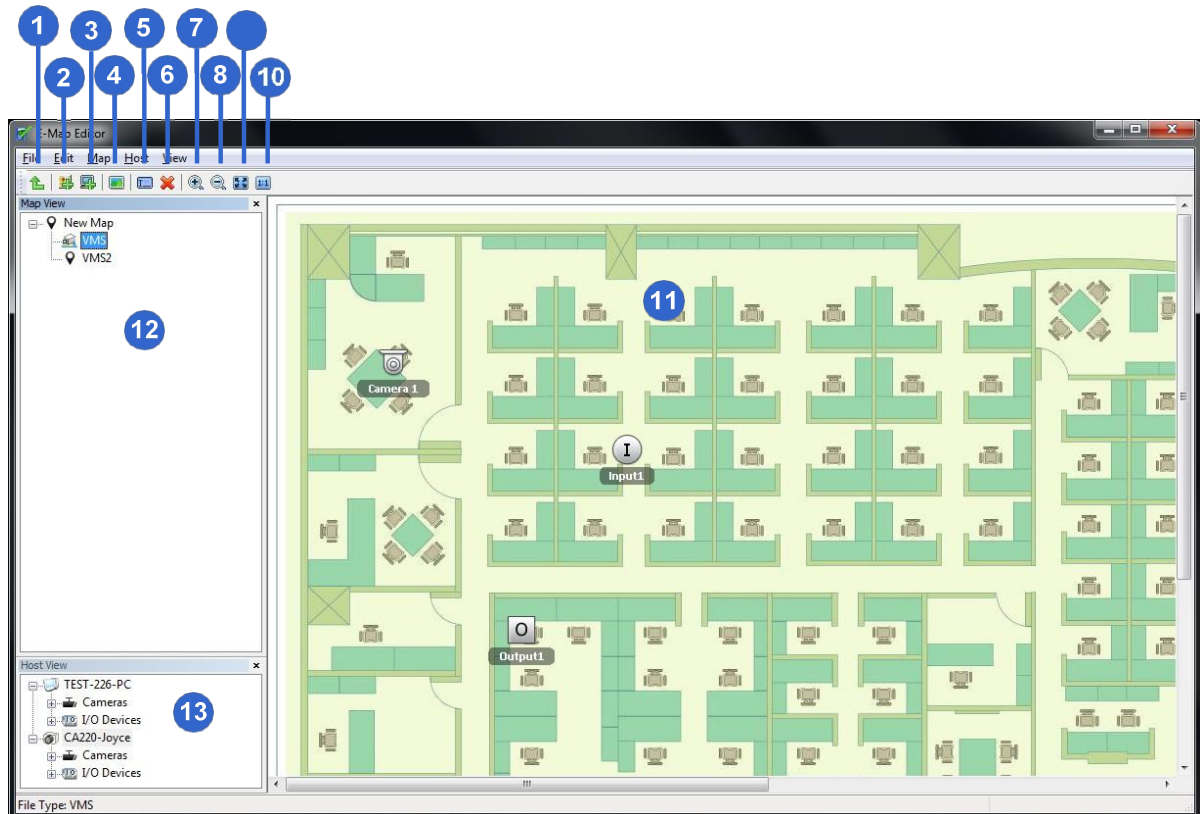 1
3
5
7
2
4
6
8
10
E-Map Editor
File Edit Map Host View
1:1
Map View
New Map
VMS
VMS2
12
11
Camera 1
I
Input1
O
Output1
Host View
TEST-226-PC
Cameras
I/O Devices
13
CA220-Joyce
Cameras
I/O Devices
File Type: VMS